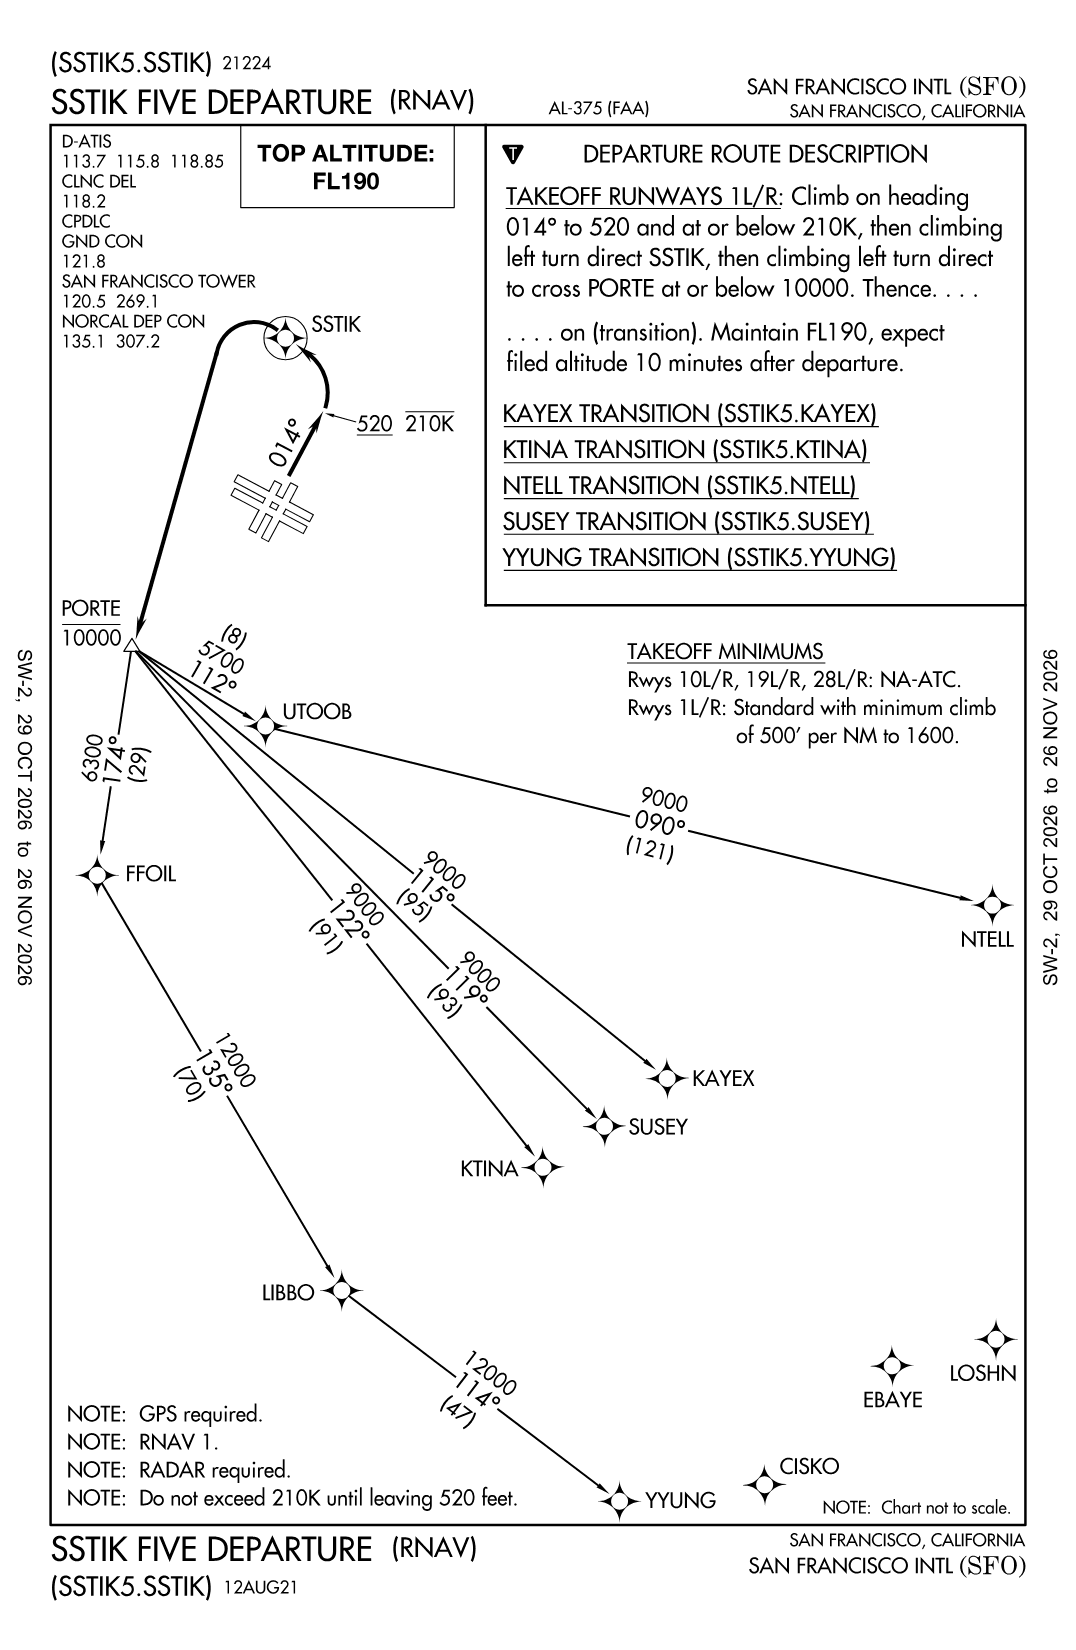 (SSTIK5.SSTIK) 21224
SSTIK FIVE DEPARTURE (RNAV)
AL-375 (FAA)
SAN FRANCISCO INTL (SFO)
SAN FRANCISCO, CALIFORNIA
D-ATIS
113.7 115.8 118.85
CLNC DEL
118.2
CPDLC
GND CON
121.8
SAN FRANCISCO TOWER
120.5 269.1
NORCAL DEP CON
135.1 307.2
TOP ALTITUDE:
FL190
T DEPARTURE ROUTE DESCRIPTION
TAKEOFF RUNWAYS 1L/R: Climb on heading
014° to 520 and at or below 210K, then climbing
left turn direct SSTIK, then climbing left turn direct
to cross PORTE at or below 10000. Thence. . . .
. . . . on (transition). Maintain FL190, expect
filed altitude 10 minutes after departure.
KAYEX TRANSITION (SSTIK5.KAYEX)
KTINA TRANSITION (SSTIK5.KTINA)
NTELL TRANSITION (SSTIK5.NTELL)
SUSEY TRANSITION (SSTIK5.SUSEY)
YYUNG TRANSITION (SSTIK5.YYUNG)
SSTIK
520 210K
014°
PORTE
10000
(8)
5700
112°
UTOOB
6300
174°
(29)
FFOIL
TAKEOFF MINIMUMS
Rwys 10L/R, 19L/R, 28L/R: NA-ATC.
Rwys 1L/R: Standard with minimum climb
of 500' per NM to 1600.
9000
090°
(121)
NTELL
9000
115°
(95)
9000
122°
(91)
9000
119°
(93)
KAYEX
SUSEY
KTINA
12000
135°
(70)
LIBBO
12000
114°
(47)
YYUNG
LOSHN
EBAYE
CISKO
NOTE: GPS required.
NOTE: RNAV 1.
NOTE: RADAR required.
NOTE: Do not exceed 210K until leaving 520 feet.
NOTE: Chart not to scale.
SW-2, 29 OCT 2026 to 26 NOV 2026
SW-2, 29 OCT 2026 to 26 NOV 2026
SSTIK FIVE DEPARTURE (RNAV)
(SSTIK5.SSTIK) 12AUG21
SAN FRANCISCO, CALIFORNIA
SAN FRANCISCO INTL (SFO)